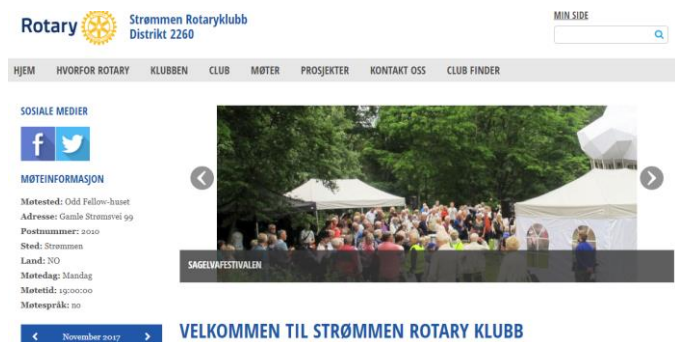 Rotary
Strømmen Rotaryklubb
Distrikt 2260
MIN SIDE
HJEM HVORFOR ROTARY KLUBBEN CLUB MØTER PROSJEKTER KONTAKT OSS CLUB FINDER
SOSIALE MEDIER
MØTEINFORMASJON
Møtested: Odd Fellow-huset
Adresse: Gamle Strømsvei 99
Postnummer: 2010
Sted: Strømmen
Land: NO
Møtedag: Mandag
Møtetid: 19:00:00
Møtespråk: no
November 2017
SAGELVAFESTIVALEN
VELKOMMEN TIL STRØMMEN ROTARY KLUBB